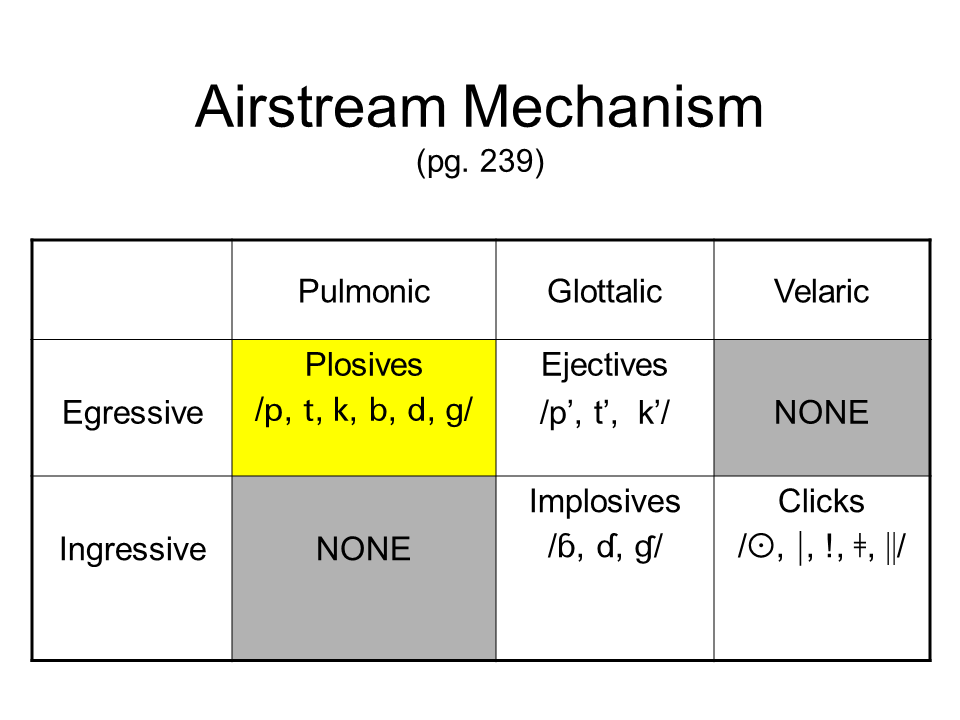 Airstream Mechanism
(pg. 239)
Pulmonic Glottalic Velaric
Egressive
Plosives
/p, t, k, b, d, g/
Ejectives
/p’, t’, k’/
NONE
Ingressive
NONE
Implosives
/ɓ, ɗ, ɠ/
Clicks
/ʘ, |, !, ǂ, ||/